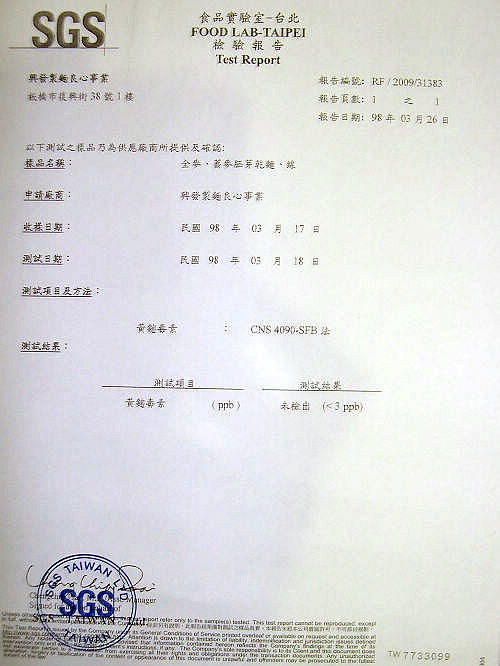 SGS
食品實驗室-台北
FOOD LAB-TAIPEI
檢驗報告
Test Report
興發製麵良心事業
板橋市復興街38號1樓
報告編號: RF / 2009/31383
報告頁數: 1 之 1
報告日期: 98 年 03 月 26 日
以下測試之樣品乃為供應廠商所提供及確認:
樣品名稱: 全麥、蕎麥胚芽乾麵、線
申請廠商: 興發製麵良心事業
收樣日期: 民國 98 年 03 月 17 日
測試日期: 民國 98 年 03 月 18 日
測試項目及方法:
黃麴毒素 : CNS 4090-SFB 法
測試結果:
測試項目 測試結果
黃麴毒素 (ppb) 未檢出 (<3 ppb)
SGS TAIWAN LTD
SGS
TAIWAN
TW7733099